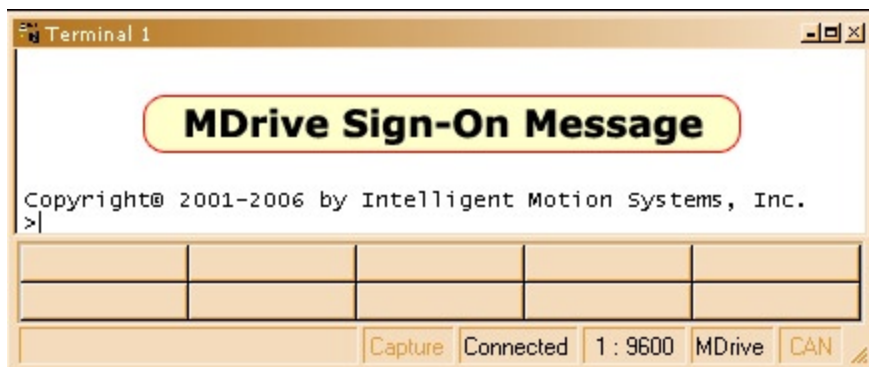 Terminal 1
MDrive Sign-On Message
Copyright® 2001-2006 by Intelligent Motion Systems, Inc.
>
Capture Connected 1 : 9600 MDrive CAN